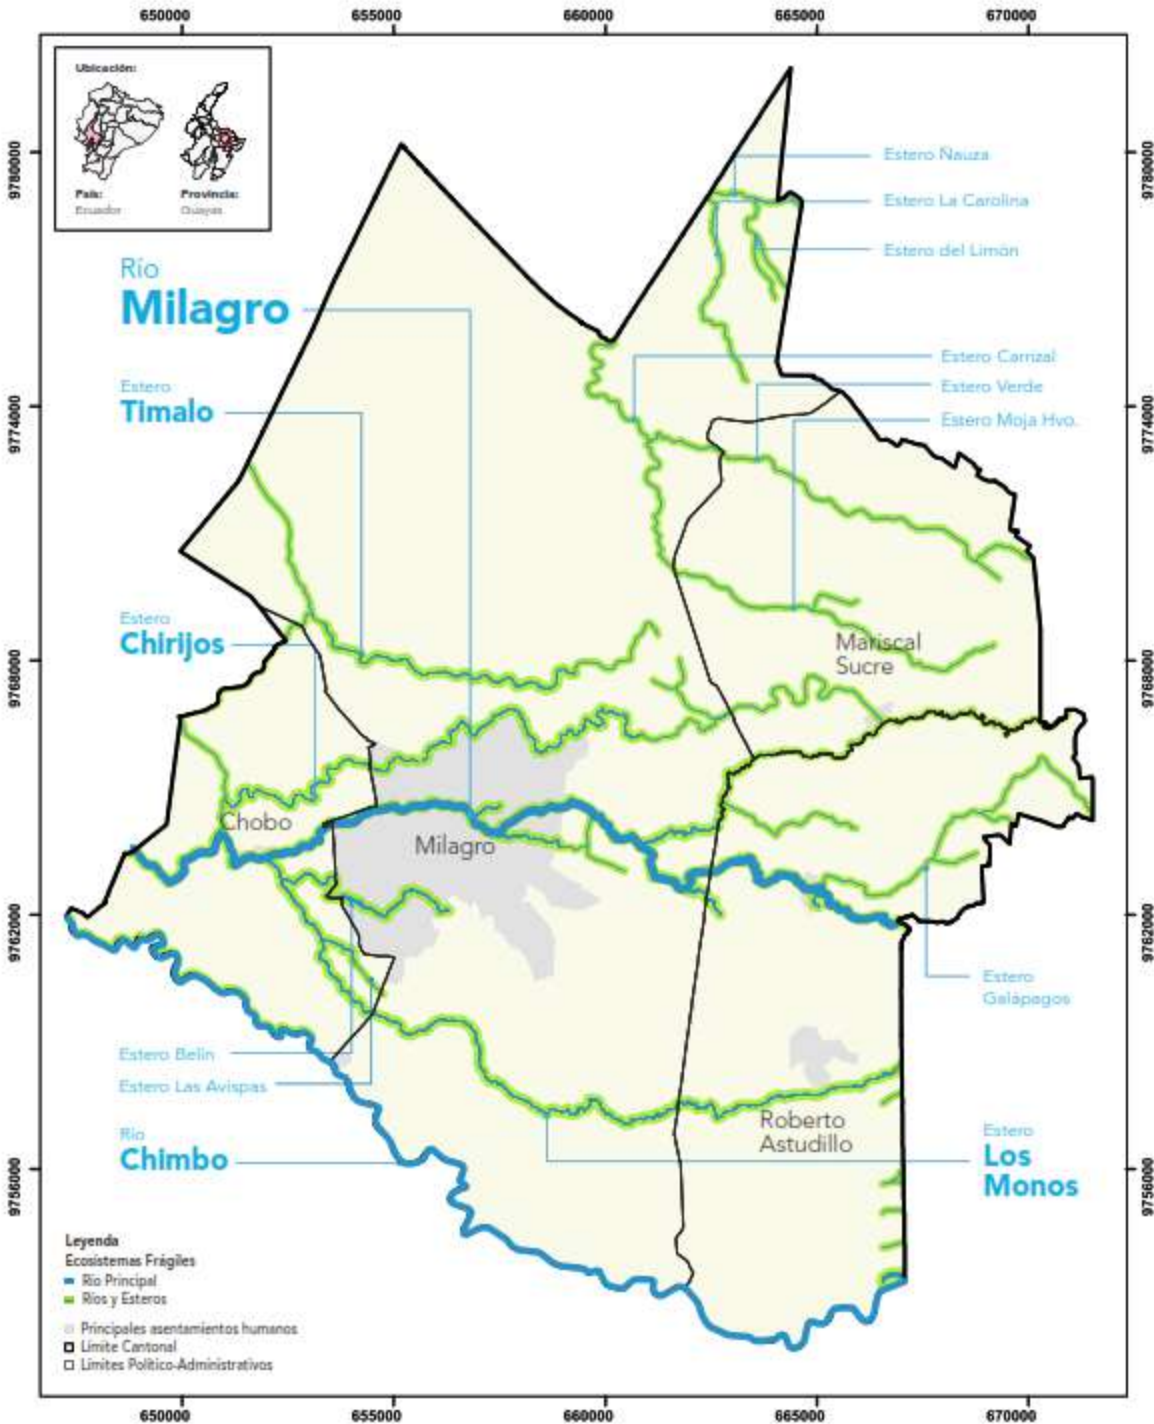 650000 655000 660000 665000 670000
Ubicación:
País:
Ecuador
Provincia:
Guayas
9780000
9780000
Estero Ñauza
Estero La Carolina
Estero del Limón
Río
Milagro
Estero Carrizal
Estero Verde
Estero Moja Hvo.
Estero
Timalo
9774000
9774000
Estero
Chirijos
Mariscal
Sucre
9768000
9768000
Chobo
Milagro
9762000
9762000
Estero
Galápagos
Estero Belín
Estero Las Avispas
Río
Chimbo
Roberto
Astudillo
Estero
Los
Monos
9756000
9756000
Leyenda
Ecosistemas Frágiles
Río Principal
Ríos y Esteros
Principales asentamientos humanos
Límite Cantonal
Límites Político-Administrativos
650000 655000 660000 665000 670000